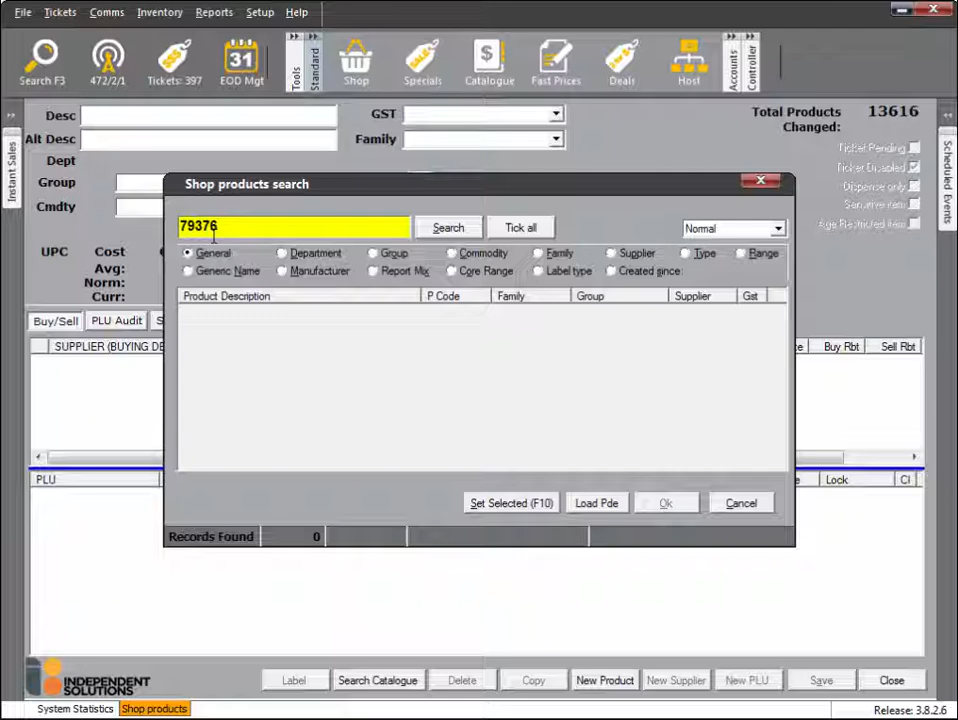 File Tickets Comms Inventory Reports Setup Help
31
$
Search F3 472/2/1 Tickets: 397 EOD Mgt Tools Standard Shop Specials Catalogue Fast Prices Deals Host Accounts Controller
Desc GST Total Products 13616
Changed:
Alt Desc Family
Ticket Pending
Dept
Ticket Enabled
Group
Dispense only
Cmdty
Sensitive item
Age Restricted Item
Instant Sales
Scheduled Events
Shop products search
79376 Search Tick all Normal
General Department Group Commodity Family Supplier Type Range
Generic Name Manufacturer Report Mix Core Range Label type Created since:
Product Description P Code Family Group Supplier Gst
UPC Cost
Avg:
Norm:
Curr:
Buy/Sell PLU Audit S
SUPPLIER (BUYING DE Buy Rbt Sell Rbt
PLU Lock Cl
Set Selected (F10) Load Pde Ok Cancel
Records Found 0
INDEPENDENT
SOLUTIONS
Label Search Catalogue Delete Copy New Product New Supplier New PLU Save Close
System Statistics Shop products Release: 3.8.2.6